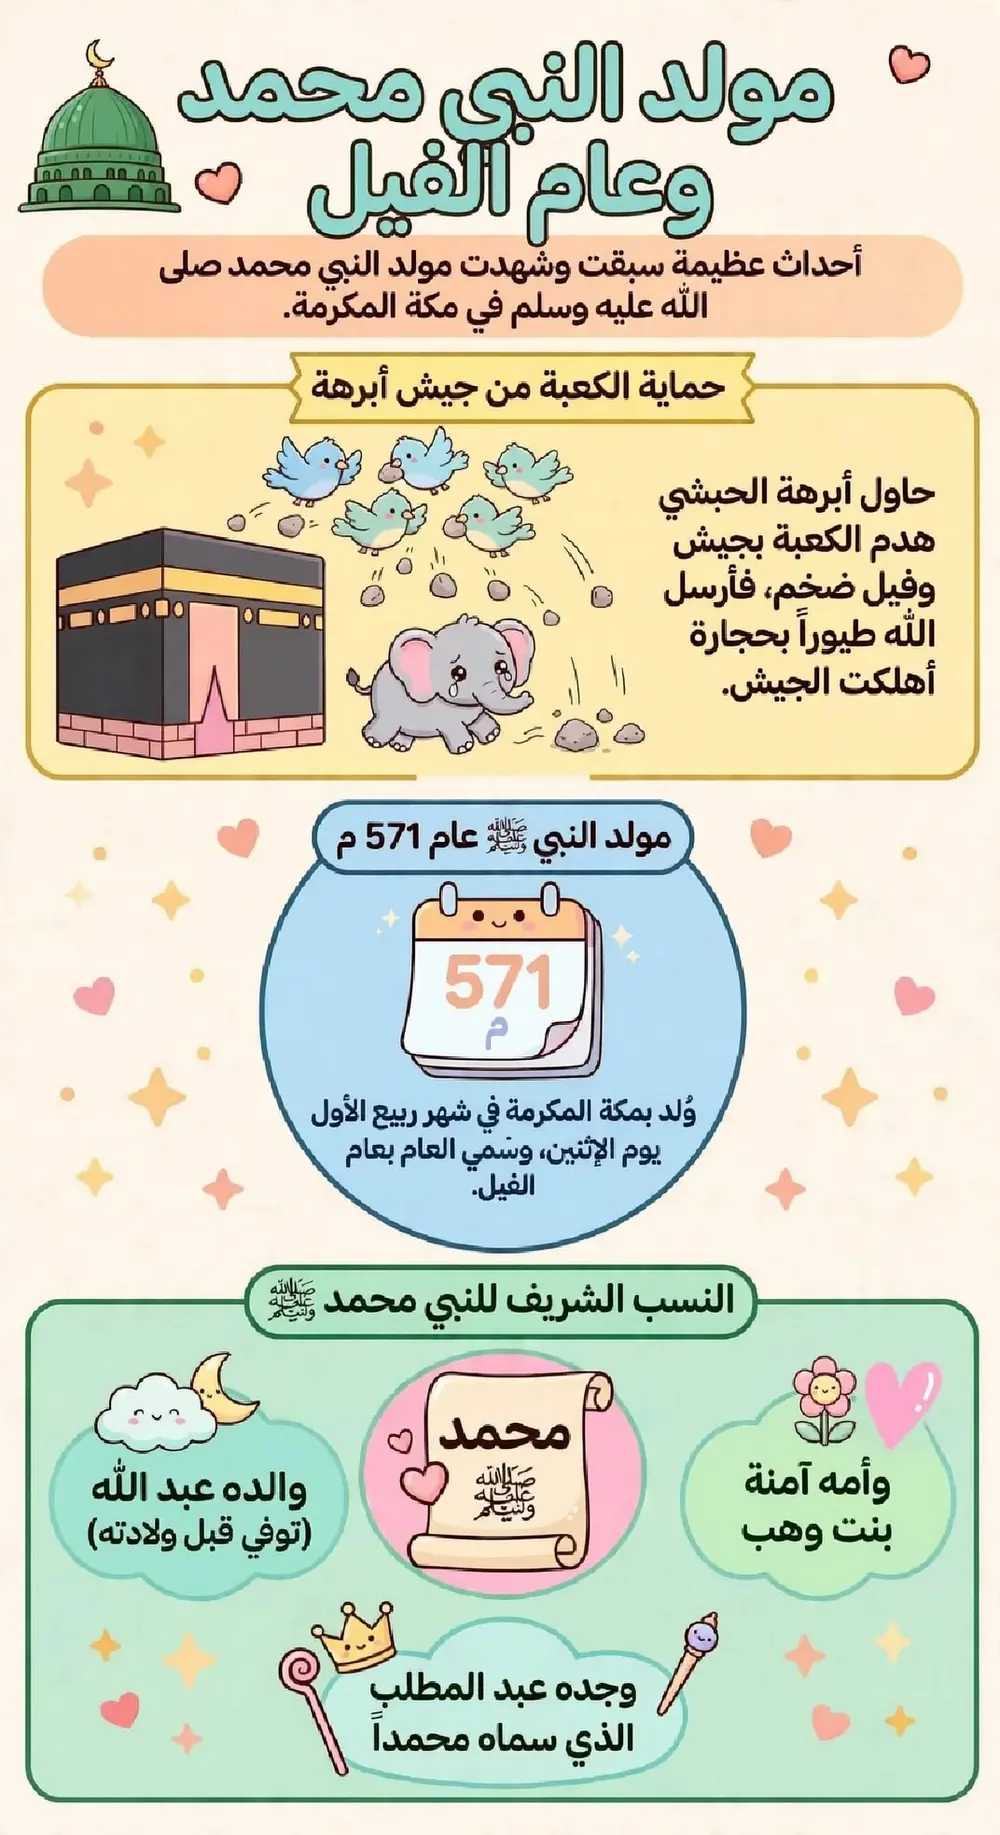 مولد النبي محمد
وعام الفيل
أحداث عظيمة سبقت وشهدت مولد النبي محمد صلى
الله عليه وسلم في مكة المكرمة.
حماية الكعبة من جيش أبرهة
حاول أبرهة الحبشي
هدم الكعبة بجيش
وفيل ضخم، فأرسل
الله طيوراً بحجارة
أهلكت الجيش.
مولد النبي ﷺ عام 571 م
571
م
وُلد بمكة المكرمة في شهر ربيع الأول
يوم الإثنين، وسَمي العام بعام
الفيل.
النسب الشريف للنبي محمد ﷺ
وأمه آمنة
بنت وهب
محمد
ﷺ
والده عبد الله
(توفي قبل ولادته)
وجده عبد المطلب
الذي سماه محمداً